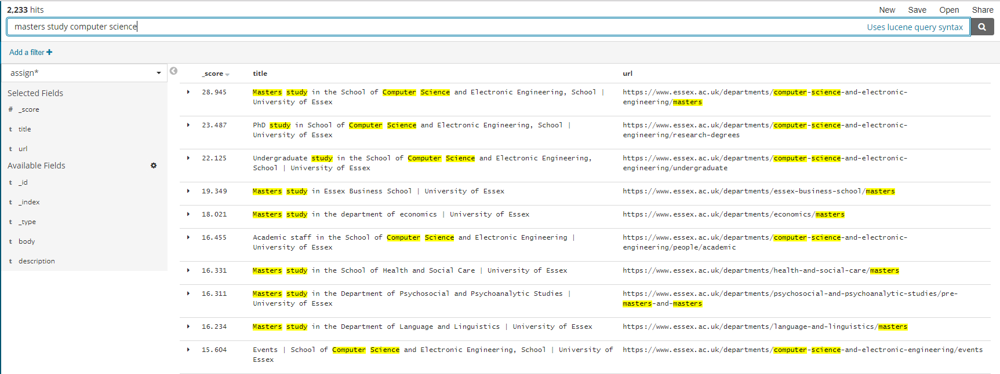 2,233 hits
New Save Open Share
masters study computer science
Uses lucene query syntax
Add a filter +
assign*
Selected Fields
# _score
t title
t url
Available Fields
t _id
t _index
t _type
t body
t description
_score title url
28.945 Masters study in the School of Computer Science and Electronic Engineering, School | https://www.essex.ac.uk/departments/computer-science-and-electronic-
University of Essex engineering/masters
23.487 PhD study in School of Computer Science and Electronic Engineering, School | https://www.essex.ac.uk/departments/computer-science-and-electronic-
University of Essex engineering/research-degrees
22.125 Undergraduate study in the School of Computer Science and Electronic Engineering, https://www.essex.ac.uk/departments/computer-science-and-electronic-
School | University of Essex engineering/undergraduate
19.349 Masters study in Essex Business School | University of Essex https://www.essex.ac.uk/departments/essex-business-school/masters
18.021 Masters study in the department of economics | University of Essex https://www.essex.ac.uk/departments/economics/masters
16.455 Academic staff in the School of Computer Science and Electronic Engineering | https://www.essex.ac.uk/departments/computer-science-and-electronic-
University of Essex engineering/people/academic
16.331 Masters study in the School of Health and Social Care | University of Essex https://www.essex.ac.uk/departments/health-and-social-care/masters
16.311 Masters study in the Department of Psychosocial and Psychoanalytic Studies | https://www.essex.ac.uk/departments/psychosocial-and-psychoanalytic-studies/pre-
University of Essex masters-and-masters
16.234 Masters study in the Department of Language and Linguistics | University of Essex https://www.essex.ac.uk/departments/language-and-linguistics/masters
15.604 Events | School of Computer Science and Electronic Engineering, School | University of https://www.essex.ac.uk/departments/computer-science-and-electronic-engineering/events
Essex